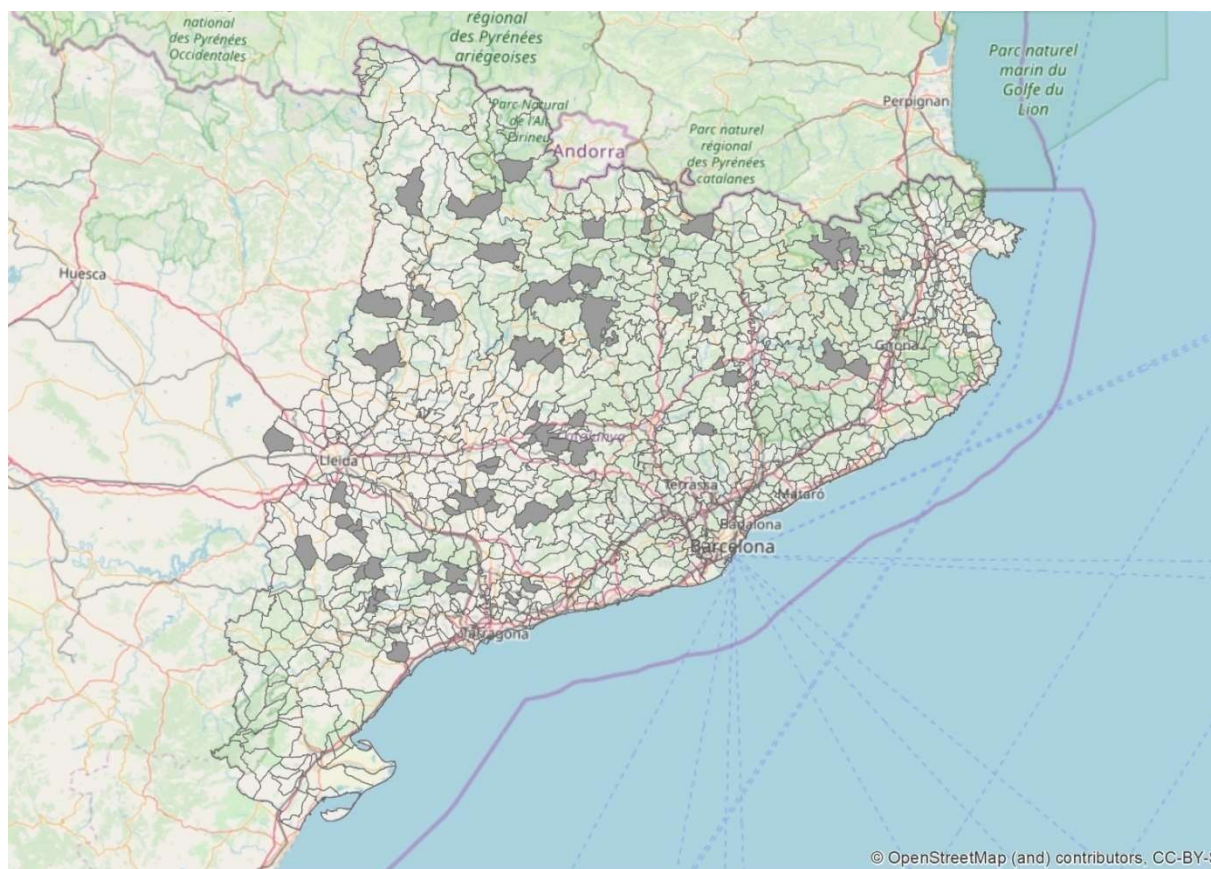 national
des Pyrénées
Occidentales
régional
des Pyrénées
ariégeoises
Parc naturel
marin du
Golfe du
Lion
Perpignan
Parc Natural
de l'Alt
Pirineu
Andorra
Parc naturel
régional
des Pyrénées
catalanes
Huesca
Girona
Catalunya
Lleida
Terrassa
Mataró
Badalona
Barcelona
Tarragona
© OpenStreetMap (and) contributors, CC-BY-S